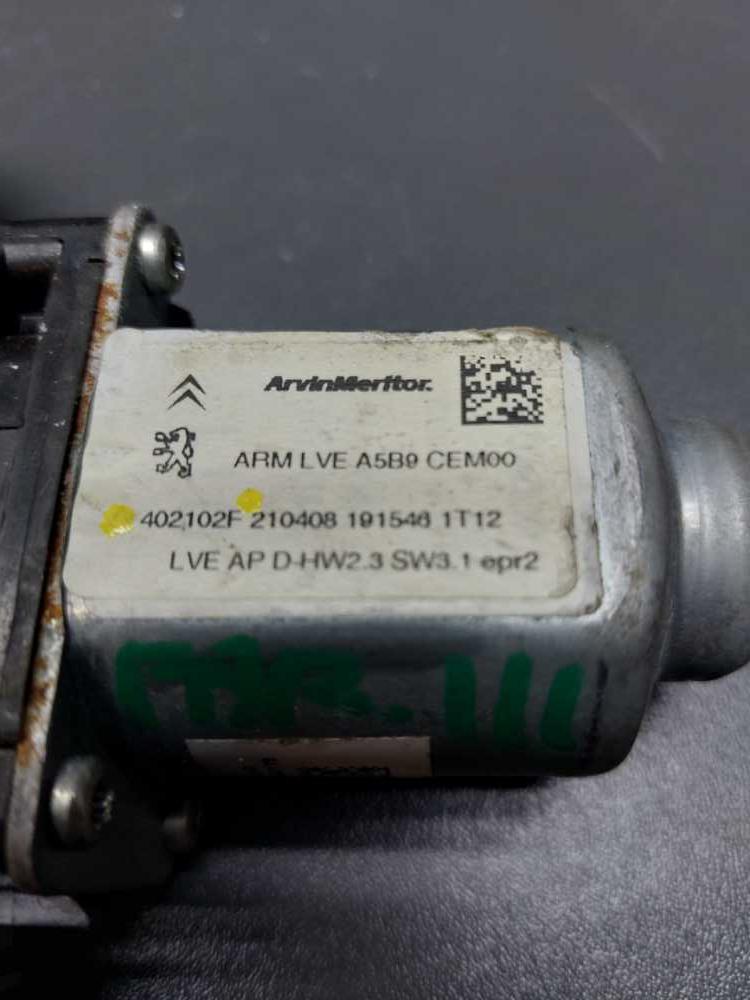 ArvinMeritor.
ARM LVE A5B9 CEM00
402102F 210408 191546 1T12
LVE AP D-HW2.3 SW3.1 epr2